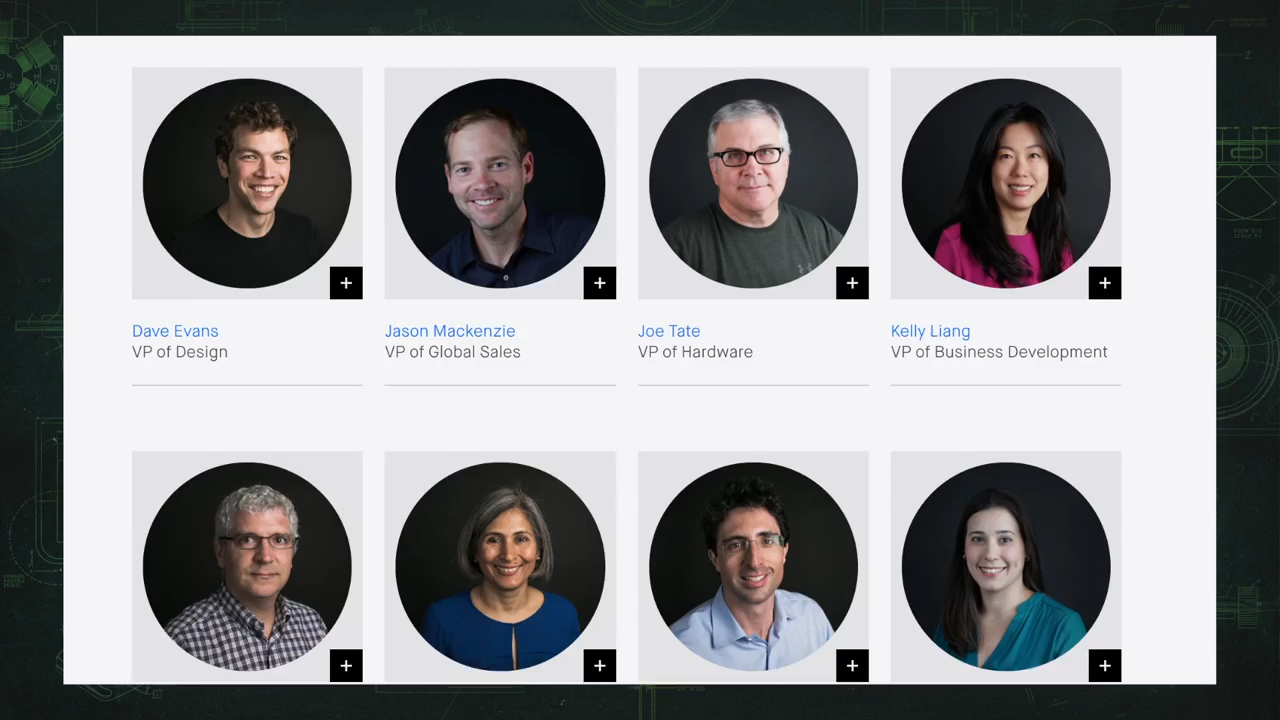 Dave Evans
VP of Design
Jason Mackenzie
VP of Global Sales
Joe Tate
VP of Hardware
Kelly Liang
VP of Business Development